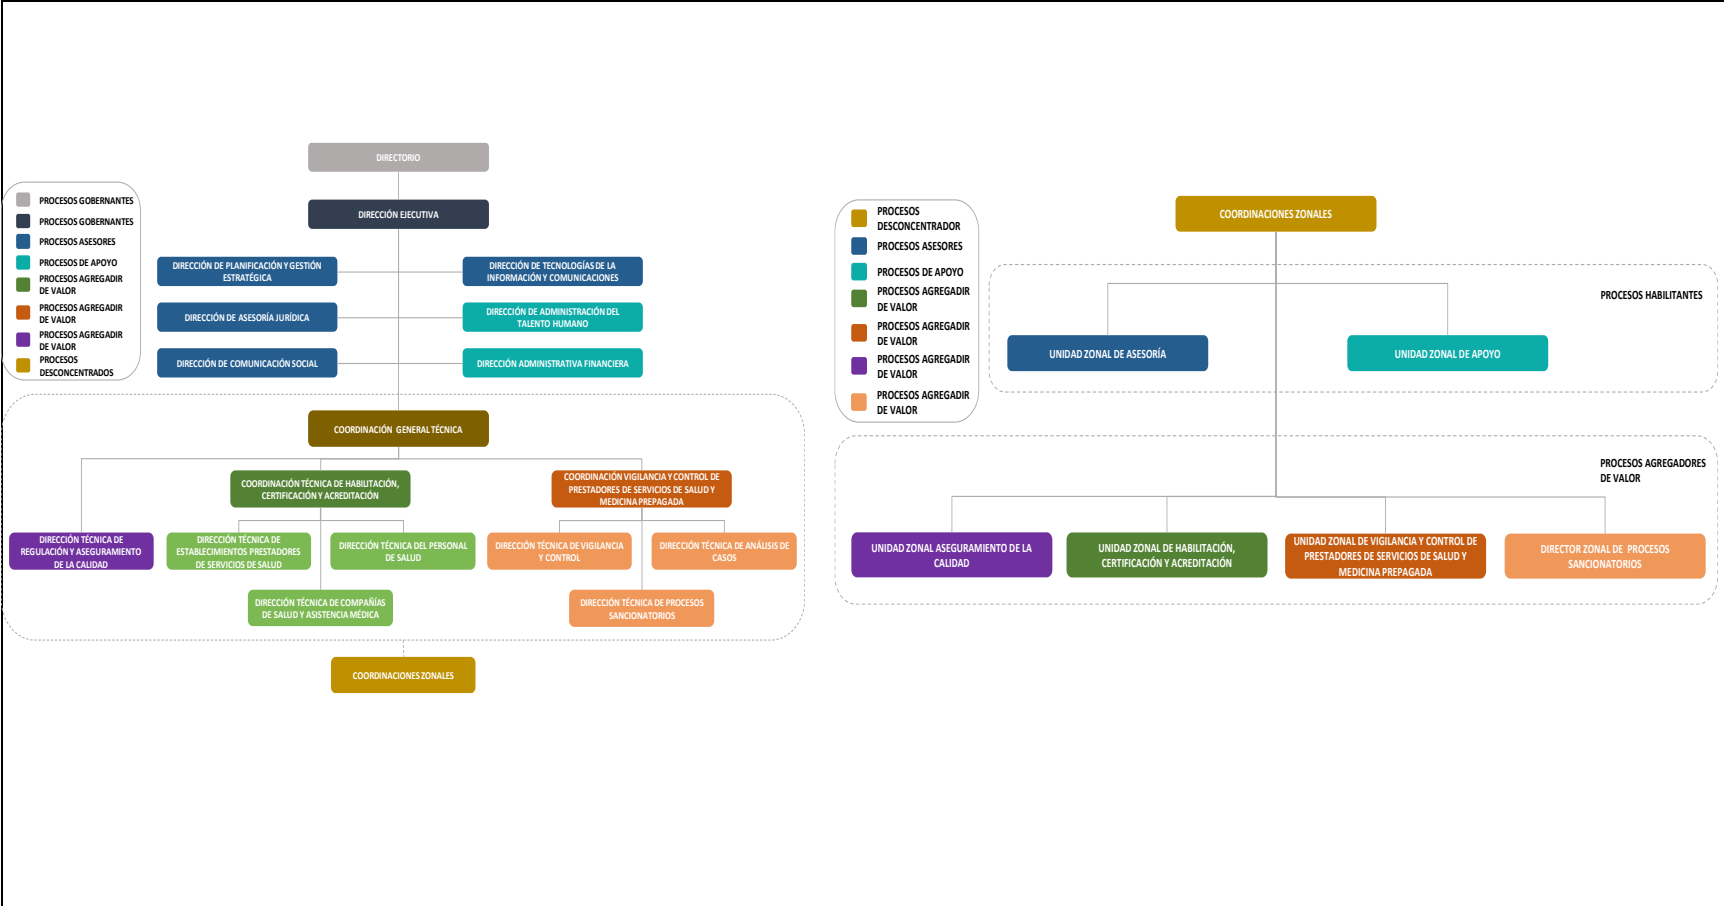 DIRECTORIO
DIRECCIÓN EJECUTIVA
PROCESOS GOBERNANTES
PROCESOS GOBERNANTES
PROCESOS ASESORES
PROCESOS DE APOYO
PROCESOS AGREGADIR
DE VALOR
PROCESOS AGREGADIR
DE VALOR
PROCESOS AGREGADIR
DE VALOR
PROCESOS
DESCONCENTRADOS
DIRECCIÓN DE PLANIFICACIÓN Y GESTIÓN
ESTRATÉGICA
DIRECCIÓN DE TECNOLOGÍAS DE LA
INFORMACIÓN Y COMUNICACIONES
DIRECCIÓN DE ASESORÍA JURÍDICA
DIRECCIÓN DE ADMINISTRACIÓN DEL
TALENTO HUMANO
DIRECCIÓN DE COMUNICACIÓN SOCIAL
DIRECCIÓN ADMINISTRATIVA FINANCIERA
COORDINACIÓN GENERAL TÉCNICA
COORDINACIÓN TÉCNICA DE HABILITACIÓN,
CERTIFICACIÓN Y ACREDITACIÓN
COORDINACIÓN VIGILANCIA Y CONTROL DE
PRESTADORES DE SERVICIOS DE SALUD Y
MEDICINA PREPAGADA
DIRECCIÓN TÉCNICA DE
REGULACIÓN Y ASEGURAMIENTO
DE LA CALIDAD
DIRECCIÓN TÉCNICA DE
ESTABLECIMIENTOS PRESTADORES
DE SERVICIOS DE SALUD
DIRECCIÓN TÉCNICA DEL PERSONAL
DE SALUD
DIRECCIÓN TÉCNICA DE VIGILANCIA
Y CONTROL
DIRECCIÓN TÉCNICA DE ANÁLISIS DE
CASOS
DIRECCIÓN TÉCNICA DE COMPAÑÍAS
DE SALUD Y ASISTENCIA MÉDICA
DIRECCIÓN TÉCNICA DE PROCESOS
SANCIONATORIOS
COORDINACIONES ZONALES
PROCESOS
DESCONCENTRADOR
PROCESOS ASESORES
PROCESOS DE APOYO
PROCESOS AGREGADIR
DE VALOR
PROCESOS AGREGADIR
DE VALOR
PROCESOS AGREGADIR
DE VALOR
PROCESOS AGREGADIR
DE VALOR
COORDINACIONES ZONALES
PROCESOS HABILITANTES
UNIDAD ZONAL DE ASESORÍA
UNIDAD ZONAL DE APOYO
PROCESOS AGREGADORES
DE VALOR
UNIDAD ZONAL ASEGURAMIENTO DE LA
CALIDAD
UNIDAD ZONAL DE HABILITACIÓN,
CERTIFICACIÓN Y ACREDITACIÓN
UNIDAD ZONAL DE VIGILANCIA Y CONTROL DE
PRESTADORES DE SERVICIOS DE SALUD Y
MEDICINA PREPAGADA
DIRECTOR ZONAL DE PROCESOS
SANCIONATORIOS